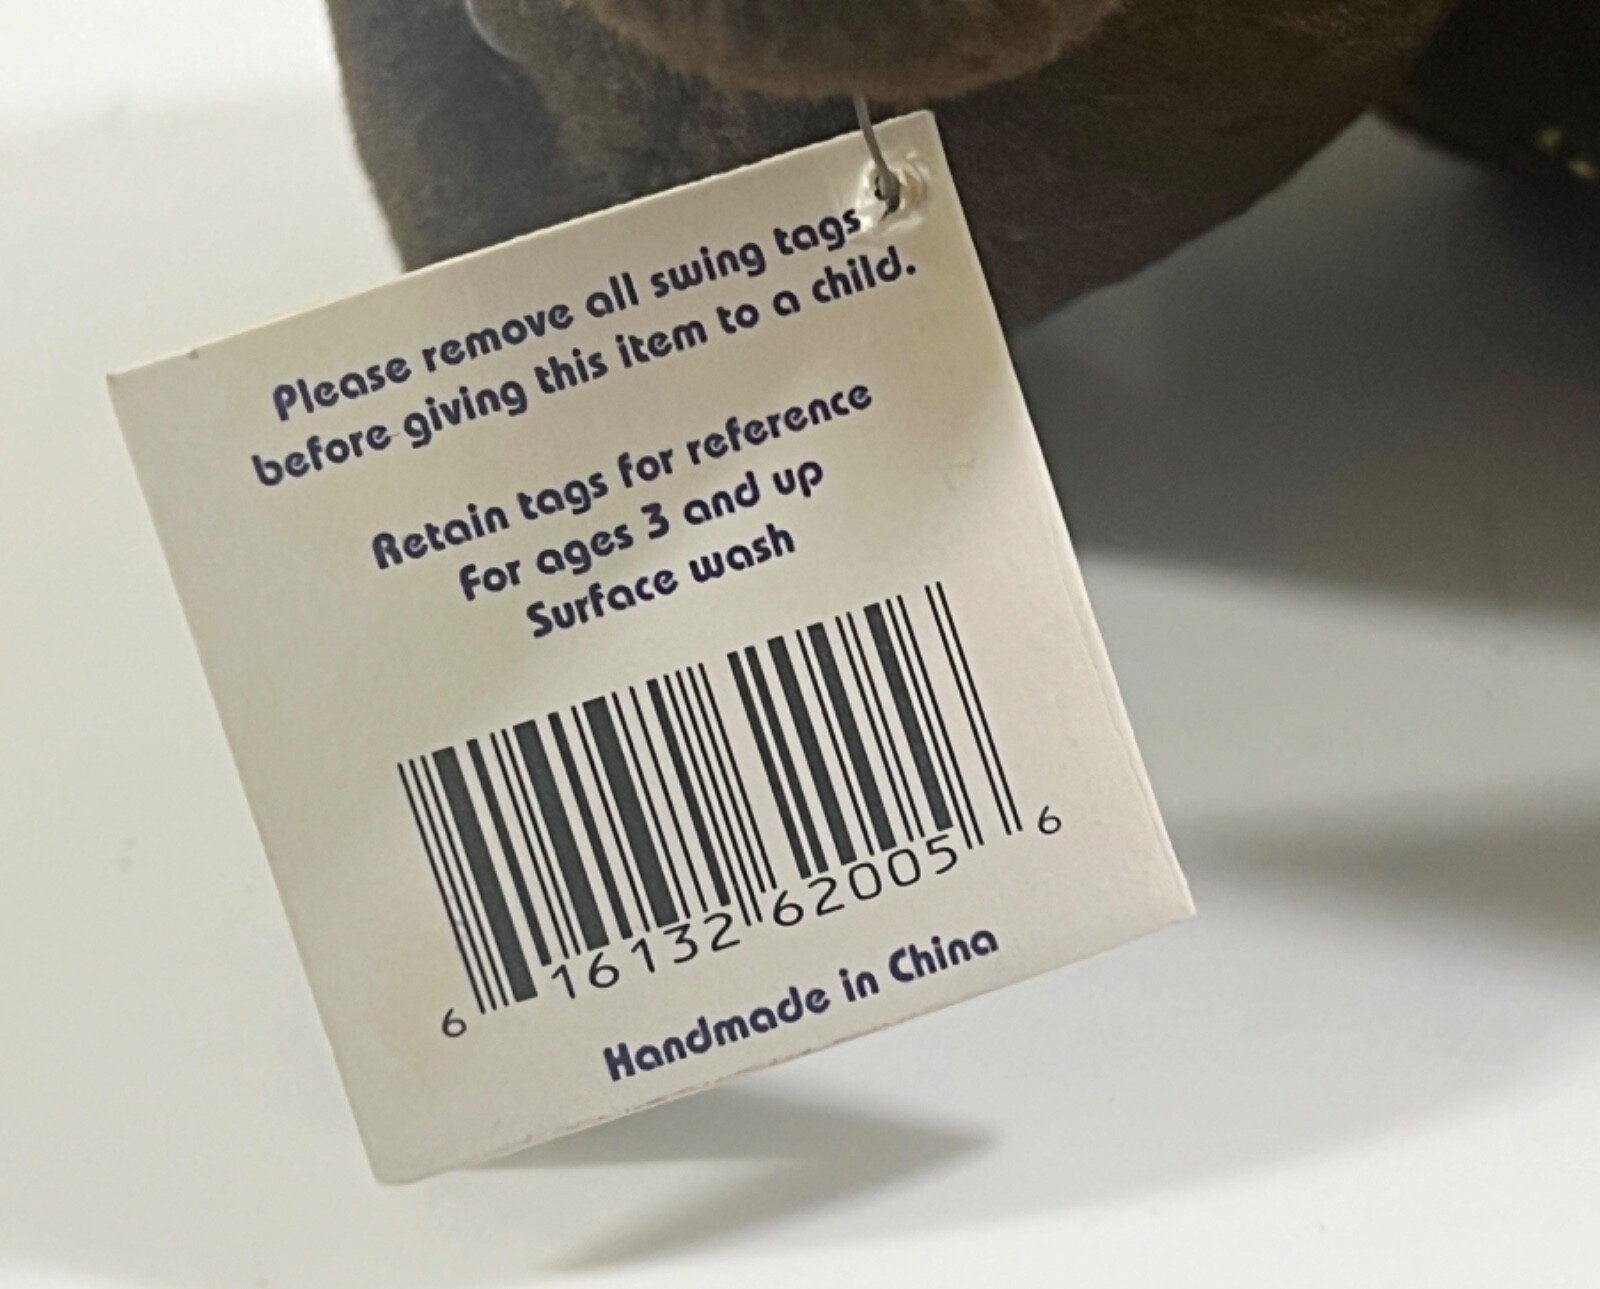 Please remove all swing tags
before giving this item to a child.
Retain tags for reference
For ages 3 and up
Surface wash
6 16132 62005 6
Handmade in China